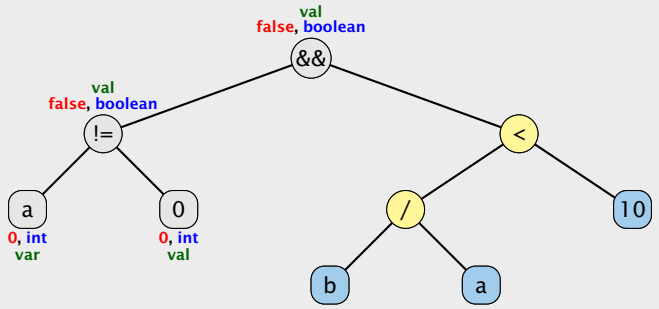 val
false, boolean
&&
val
false, boolean
!=
<
a
0
/
10
0, int
var
0, int
val
b
a